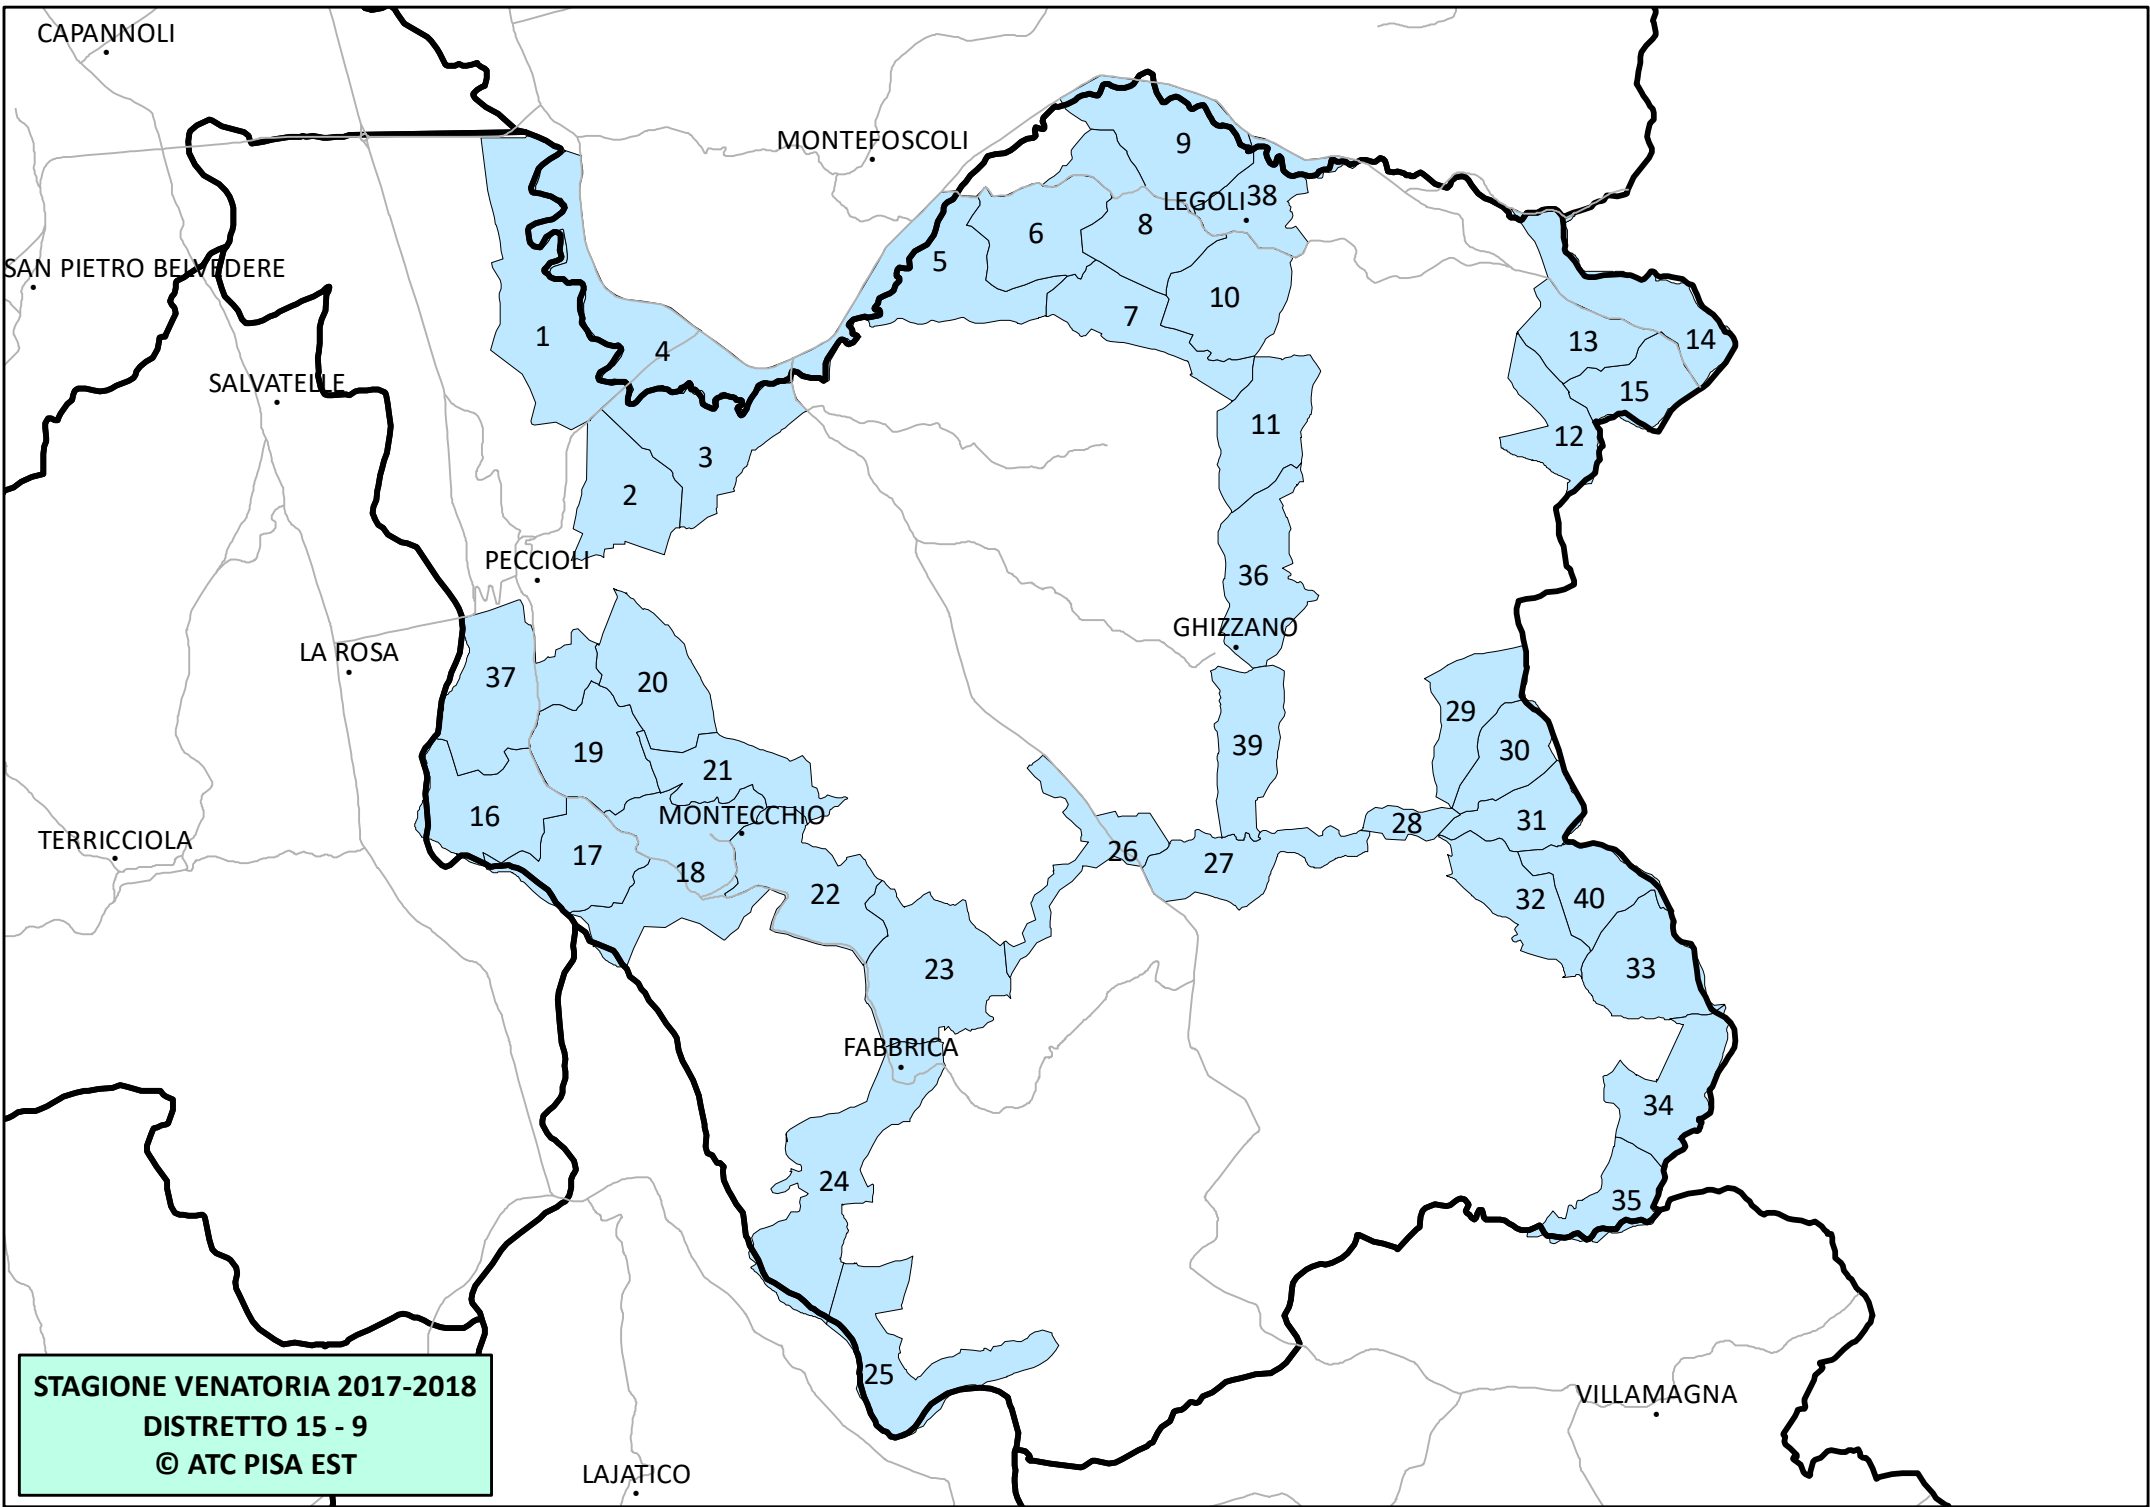 CAPANNOLI
MONTEFOSCOLI
9
LEGOLI
38
8
6
5
SAN PIETRO BELVEDERE
10
7
1
4
13
14
SALVATELLE
15
11
12
3
2
PECCIOLI
36
GHIZZANO
LA ROSA
37
20
29
39
30
19
21
16
MONTECCHIO
31
28
TERRICCIOLA
26
17
27
18
22
32
40
23
33
FABBRICA
34
24
35
25
STAGIONE VENATORIA 2017-2018
DISTRETTO 15 - 9
© ATC PISA EST
VILLAMAGNA
LAJATICO